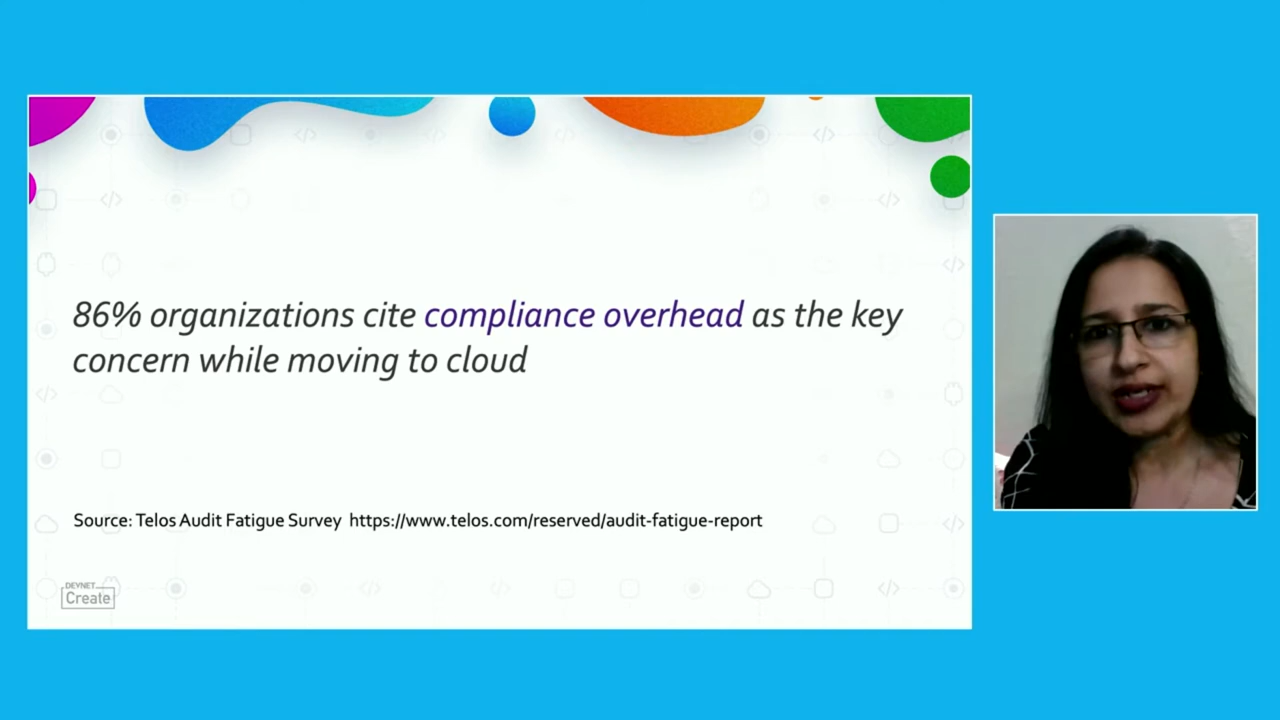 86% organizations cite compliance overhead as the key
concern while moving to cloud
Source: Telos Audit Fatigue Survey https://www.telos.com/reserved/audit-fatigue-report
DEVNET
Create